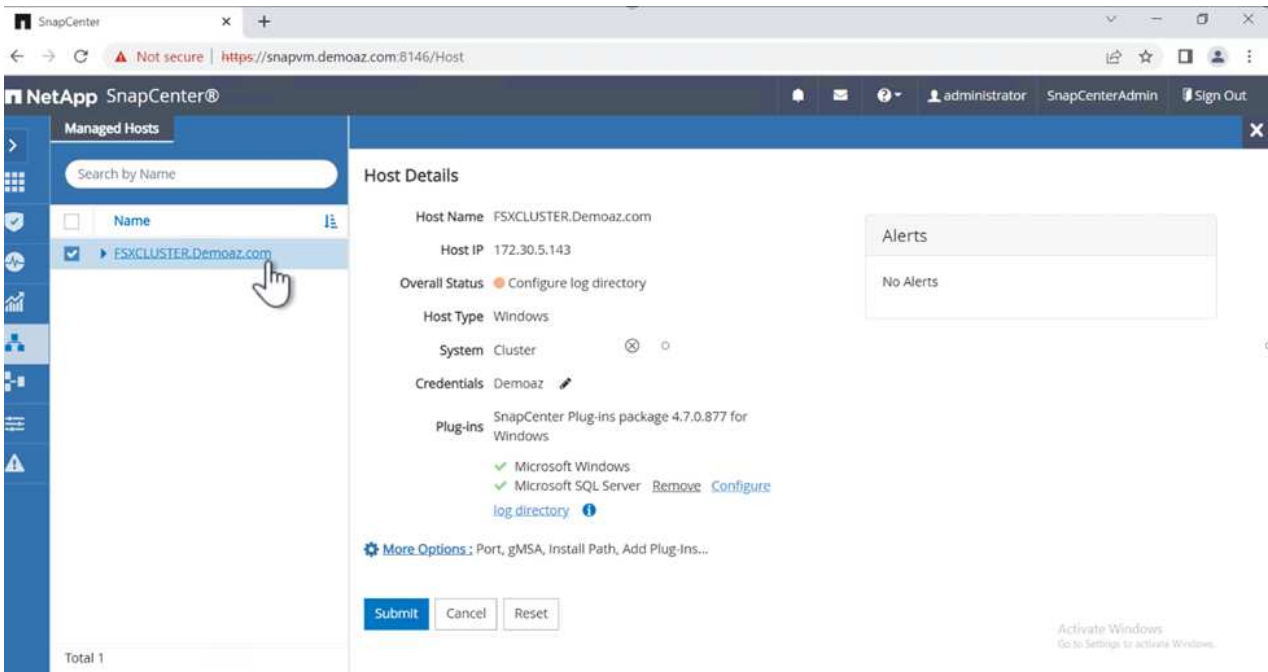 SnapCenter
Not secure | https://snapvm.demoaz.com:8146/Host
NetApp SnapCenter®
administrator SnapCenterAdmin Sign Out
Managed Hosts
Search by Name
Name
FSXCLUSTER.Demoaz.com
Total 1
Host Details
Host Name FSXCLUSTER.Demoaz.com
Host IP 172.30.5.143
Overall Status Configure log directory
Host Type Windows
System Cluster
Credentials Demoaz
Plug-ins SnapCenter Plug-ins package 4.7.0.877 for
Windows
Microsoft Windows
Microsoft SQL Server Remove Configure
log directory
More Options : Port, gMSA, Install Path, Add Plug-Ins...
Submit Cancel Reset
Alerts
No Alerts
Activate Windows
Go to Settings to activate Windows.